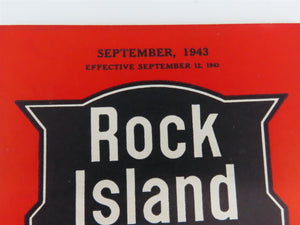 SEPTEMBER, 1943
EFFECTIVE SEPTEMBER 12, 1943
Rock
Island